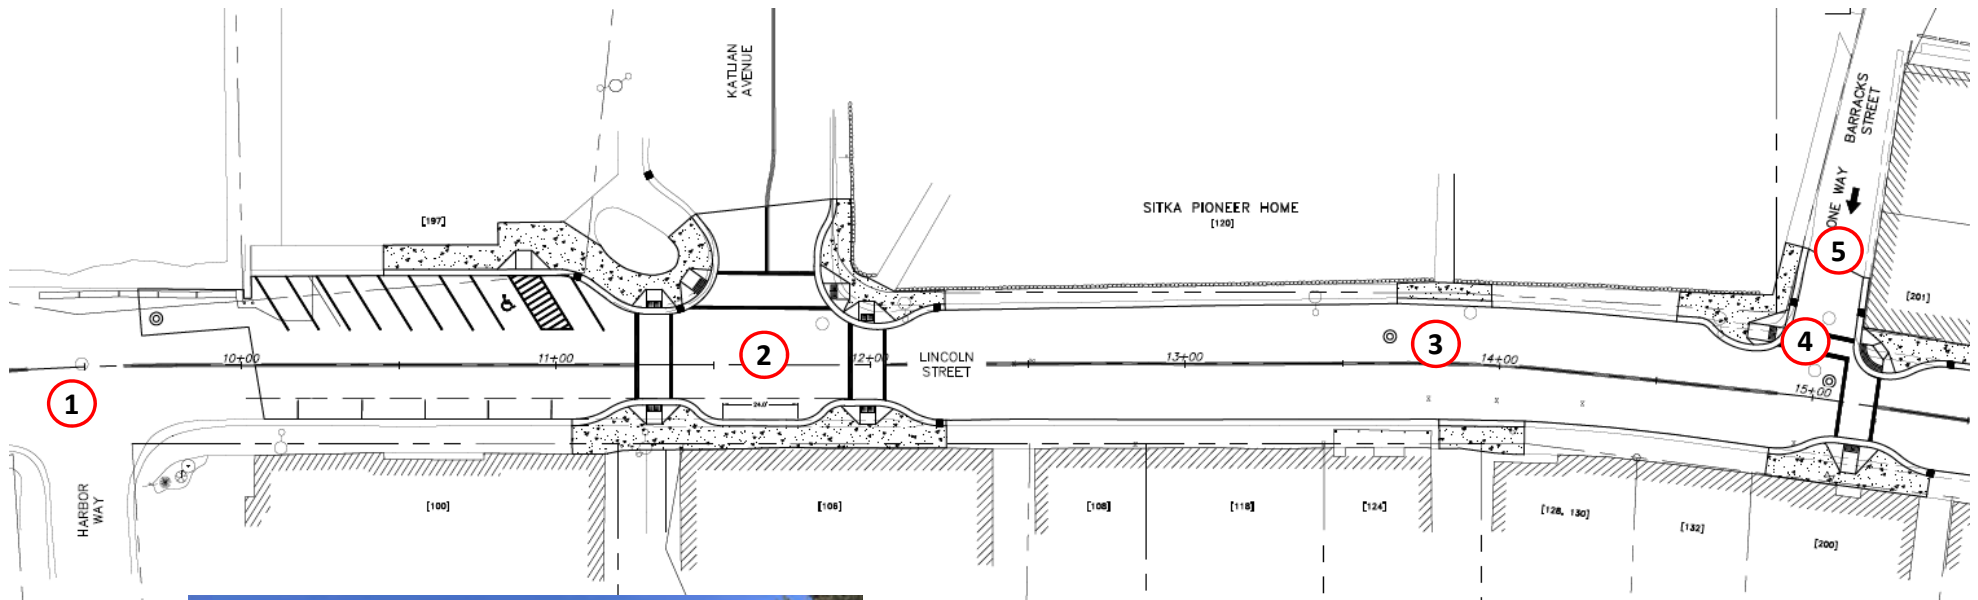 KATLIAN
AVENUE
BARRACKS
STREET
ONE WAY
SITKA PIONEER HOME
[120]
[197]
5
[201]
10+00
11+00
2
12+00
LINCOLN
STREET
13+00
3
14+00
4
15+00
1
24.0'
HARBOR
WAY
[100]
[106]
[108]
[118]
[124]
[128, 130]
[132]
[200]